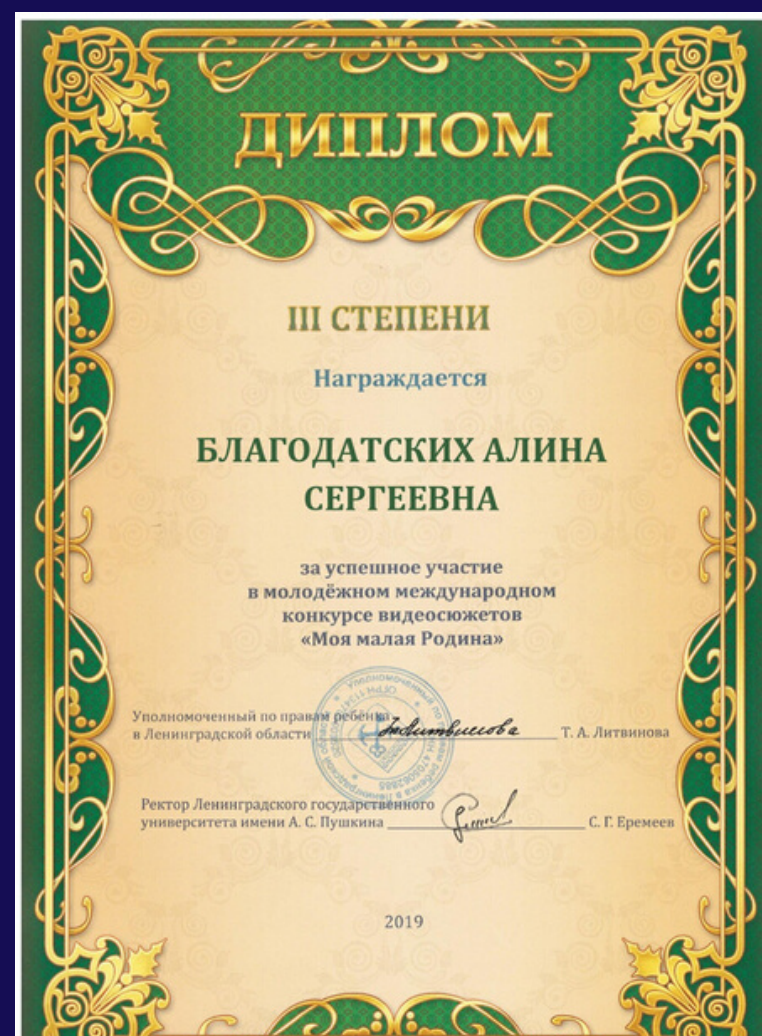 ДИПЛОМ
III СТЕПЕНИ
Награждается
БЛАГОДАТСКИХ АЛИНА
СЕРГЕЕВНА
за успешное участие
в молодёжном международном
конкурсе видеосюжетов
«Моя малая Родина»
Уполномоченный по правам ребёнка
в Ленинградской области Т. А. Литвинова
Ректор Ленинградского государственного
университета имени А. С. Пушкина С. Г. Еремеев
2019